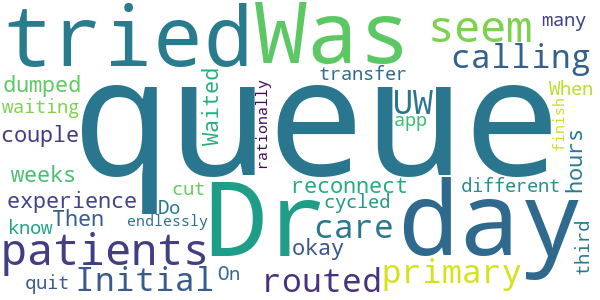 tried Was seem many
calling
dumped transfer When
waiting queue UW app
couple Waited rationally finish
weeks Dr day reconnect different hours
experience cut cycled
know Then Do endlessly care okay third
patients On
quit Initial routed primary